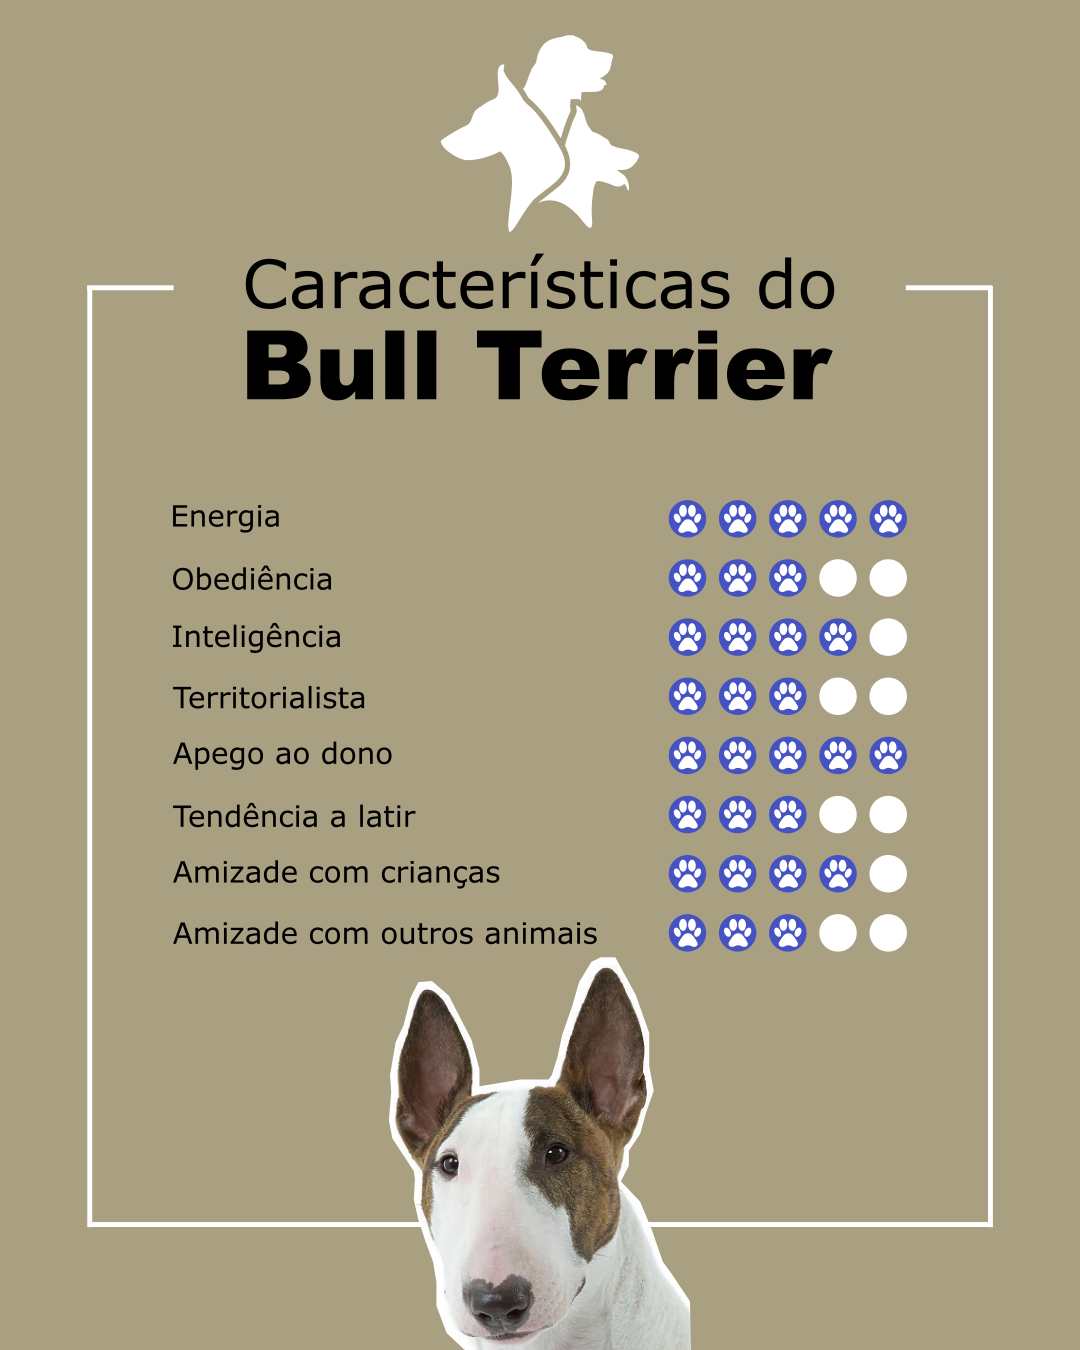 Características do
Bull Terrier
Energia
Obediência
Inteligência
Territorialista
Apego ao dono
Tendência a latir
Amizade com crianças
Amizade com outros animais